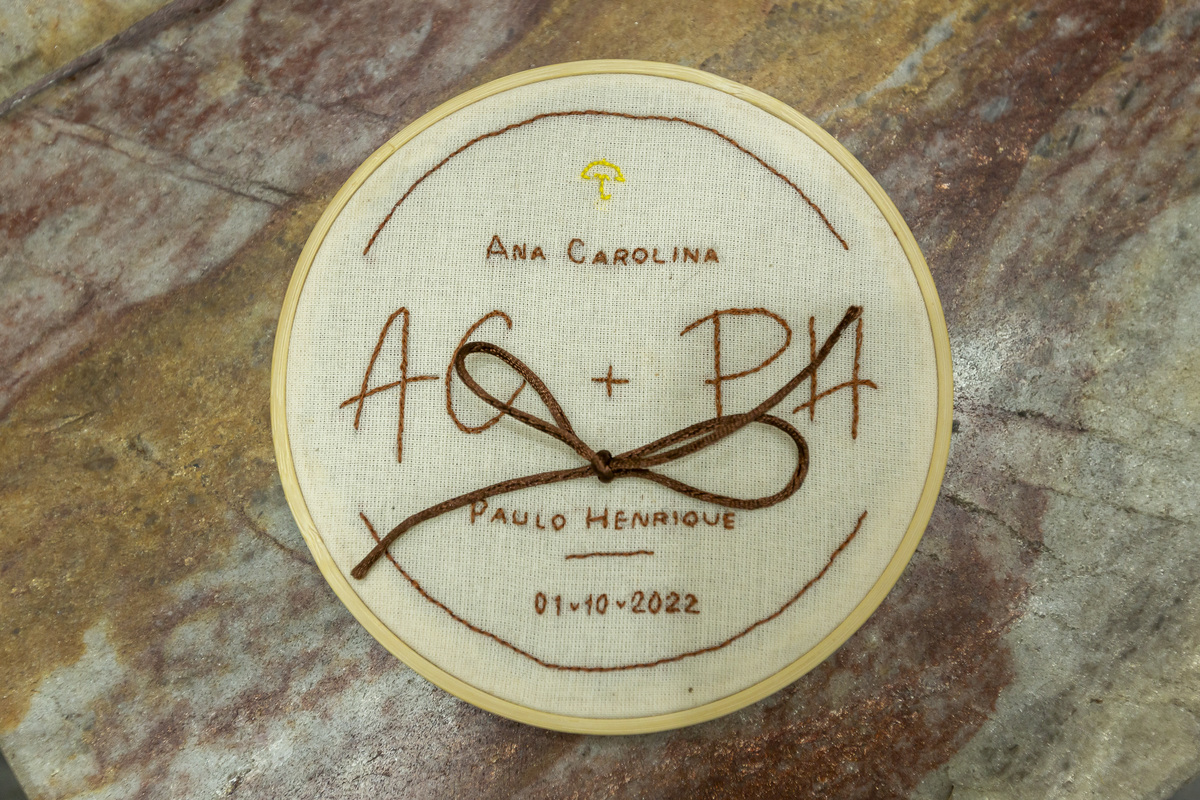 ANA CAROLINA
AC + PH
PAULO HENRIQUE
01•10•2022